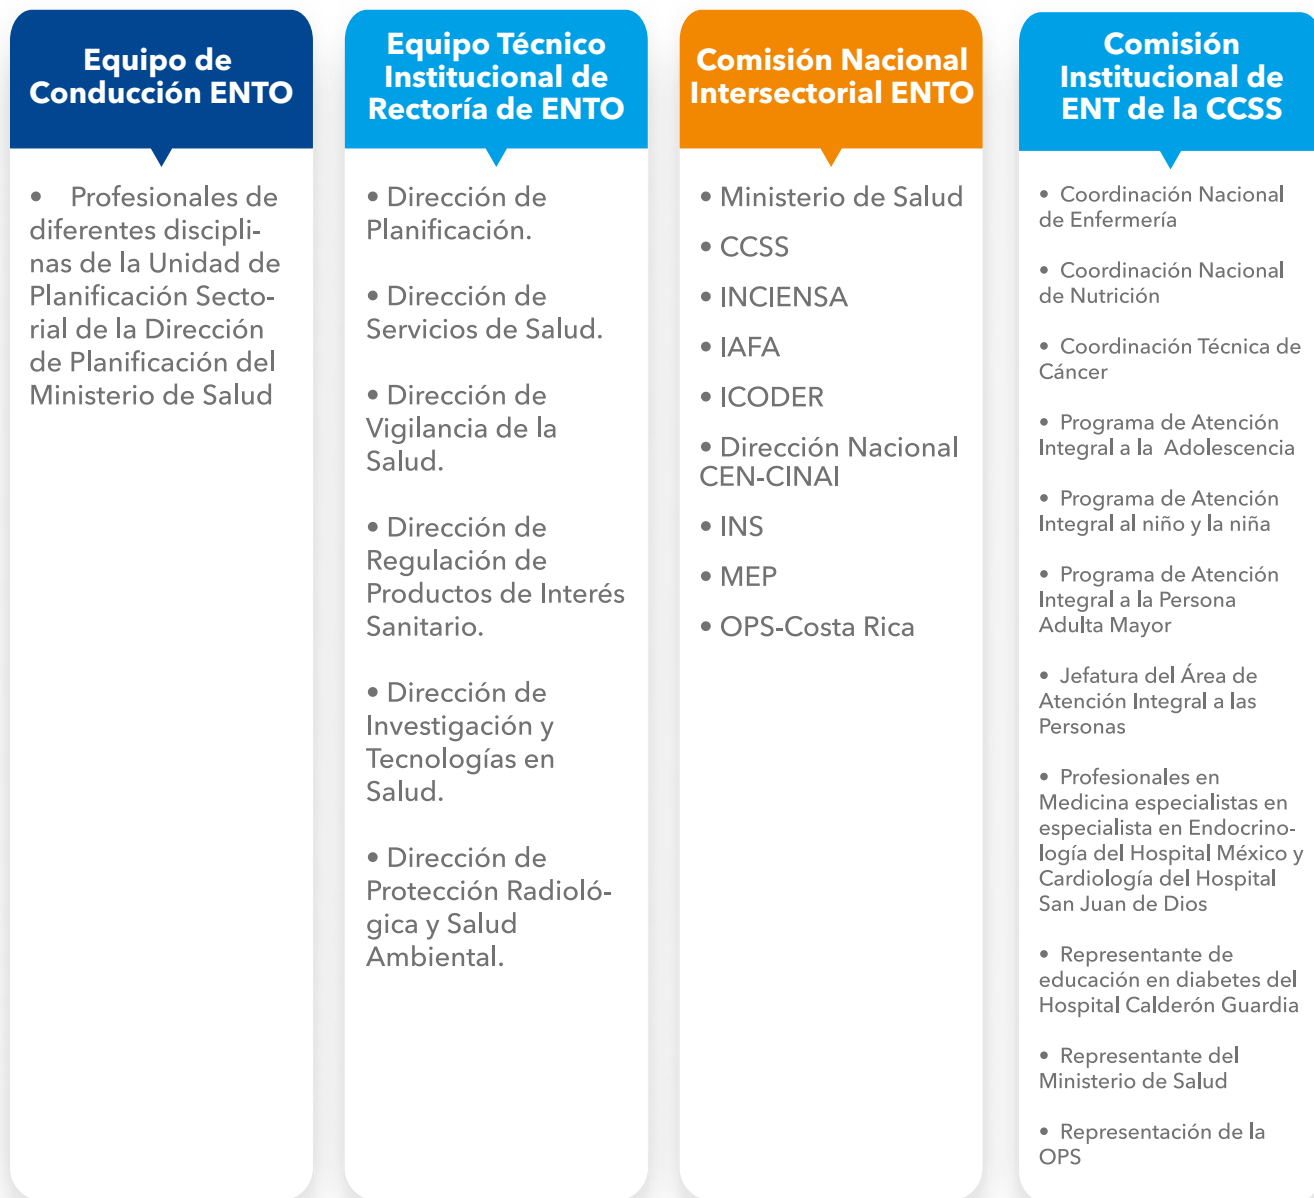 Equipo de
Conducción ENTO
• Profesionales de
diferentes discipli-
nas de la Unidad de
Planificación Secto-
rial de la Dirección
de Planificación del
Ministerio de Salud
Equipo Técnico
Institucional de
Rectoría de ENTO
• Dirección de
Planificación.
• Dirección de
Servicios de Salud.
• Dirección de
Vigilancia de la
Salud.
• Dirección de
Regulación de
Productos de Interés
Sanitario.
• Dirección de
Investigación y
Tecnologías en
Salud.
• Dirección de
Protección Radioló-
gica y Salud
Ambiental.
Comisión Nacional
Intersectorial ENTO
• Ministerio de Salud
• CCSS
• INCIENSA
• IAFA
• ICODER
• Dirección Nacional
CEN-CINAI
• INS
• MEP
• OPS-Costa Rica
Comisión
Institucional de
ENT de la CCSS
• Coordinación Nacional
de Enfermería
• Coordinación Nacional
de Nutrición
• Coordinación Técnica de
Cáncer
• Programa de Atención
Integral a la Adolescencia
• Programa de Atención
Integral al niño y la niña
• Programa de Atención
Integral a la Persona
Adulta Mayor
• Jefatura del Área de
Atención Integral a las
Personas
• Profesionales en
Medicina especialistas en
especialista en Endocrino-
logía del Hospital México y
Cardiología del Hospital
San Juan de Dios
• Representante de
educación en diabetes del
Hospital Calderón Guardia
• Representante del
Ministerio de Salud
• Representación de la
OPS